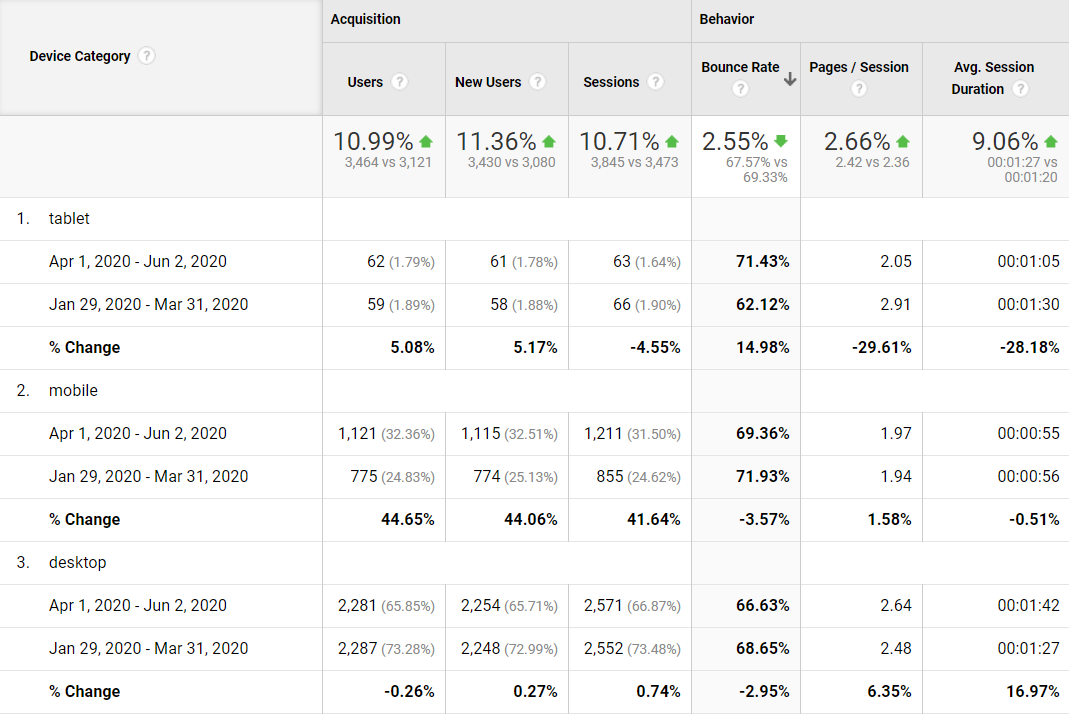 Acquisition Behavior
Device Category ?
Users ? New Users ? Sessions ? Bounce Rate ? Pages / Session ? Avg. Session Duration ?
10.99% 11.36% 10.71% 2.55% 2.66% 9.06%
3,464 vs 3,121 3,430 vs 3,080 3,845 vs 3,473 67.57% vs 69.33% 2.42 vs 2.36 00:01:27 vs 00:01:20
1. tablet
Apr 1, 2020 - Jun 2, 2020 62 (1.79%) 61 (1.78%) 63 (1.64%) 71.43% 2.05 00:01:05
Jan 29, 2020 - Mar 31, 2020 59 (1.89%) 58 (1.88%) 66 (1.90%) 62.12% 2.91 00:01:30
% Change 5.08% 5.17% -4.55% 14.98% -29.61% -28.18%
2. mobile
Apr 1, 2020 - Jun 2, 2020 1,121 (32.36%) 1,115 (32.51%) 1,211 (31.50%) 69.36% 1.97 00:00:55
Jan 29, 2020 - Mar 31, 2020 775 (24.83%) 774 (25.13%) 855 (24.62%) 71.93% 1.94 00:00:56
% Change 44.65% 44.06% 41.64% -3.57% 1.58% -0.51%
3. desktop
Apr 1, 2020 - Jun 2, 2020 2,281 (65.85%) 2,254 (65.71%) 2,571 (66.87%) 66.63% 2.64 00:01:42
Jan 29, 2020 - Mar 31, 2020 2,287 (73.28%) 2,248 (72.99%) 2,552 (73.48%) 68.65% 2.48 00:01:27
% Change -0.26% 0.27% 0.74% -2.95% 6.35% 16.97%